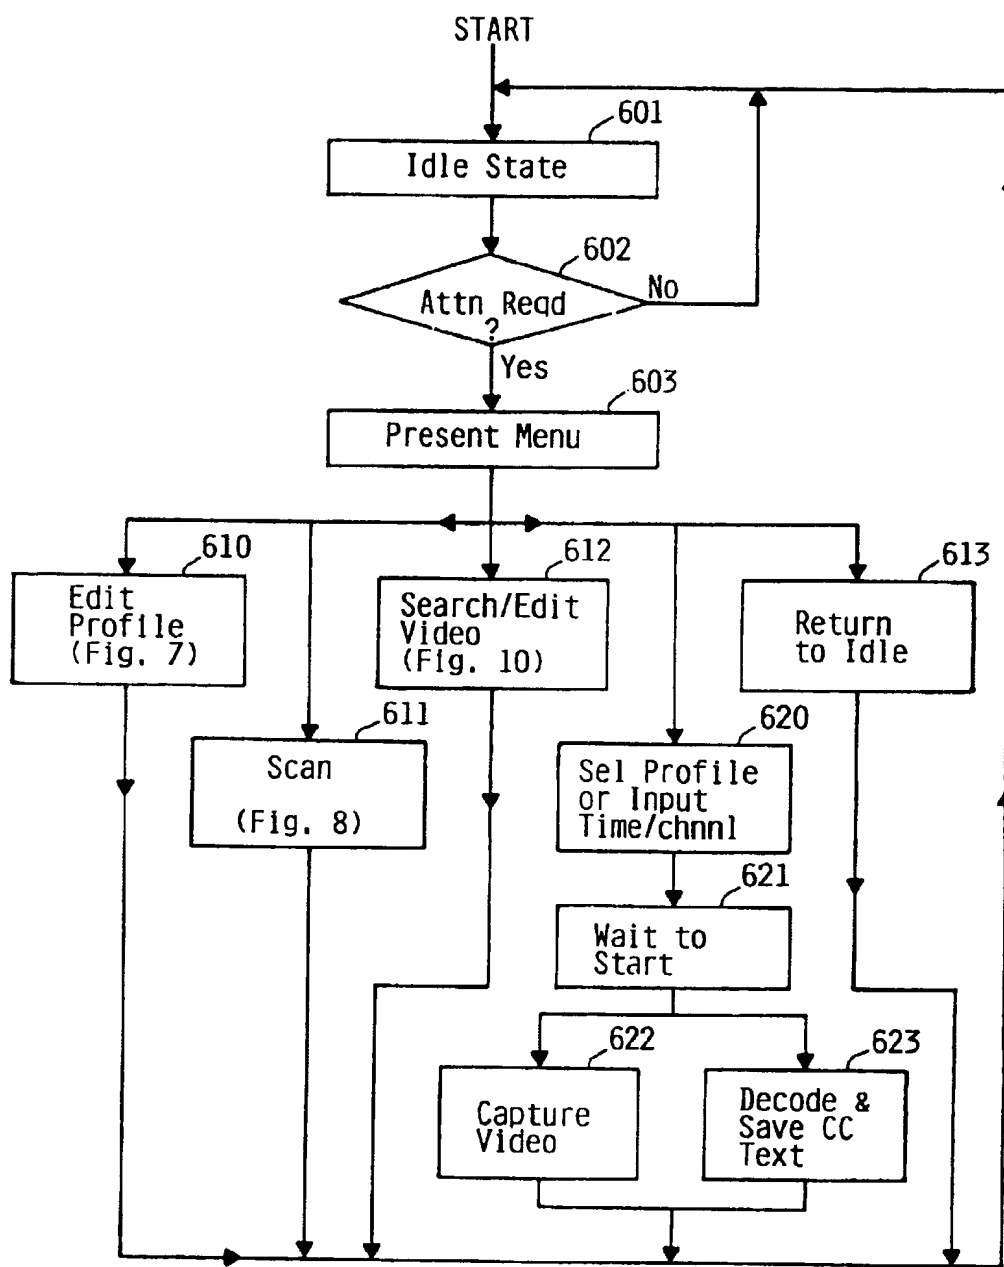 START
601
Idle State
602
Attn Reqd
?
No
Yes
603
Present Menu
610
Edit
Profile
(Fig. 7)
612
Search/Edit
Video
(Fig. 10)
613
Return
to Idle
611
Scan
(Fig. 8)
620
Sel Profile
or Input
Time/chnnl
621
Wait to
Start
622
Capture
Video
623
Decode &
Save CC
Text